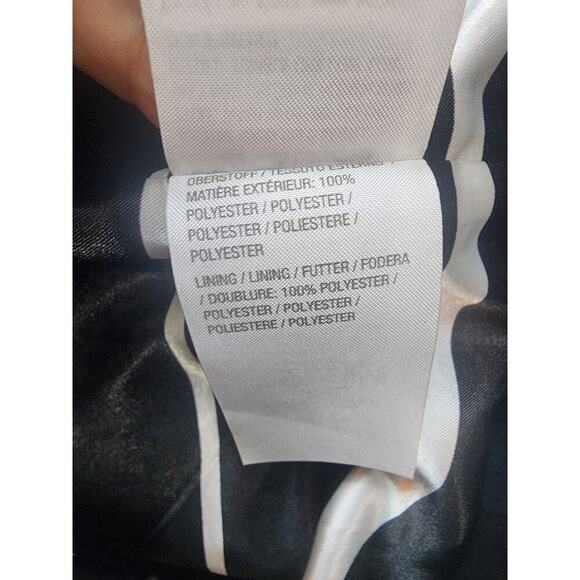 OBERSTOFF / TESSUTO ESTERNO /
MATIÈRE EXTÉRIEUR: 100%
POLYESTER / POLYESTER /
POLYESTER / POLIESTERE /
POLYESTER
LINING / LINING / FUTTER / FODERA
/ DOUBLURE: 100% POLYESTER /
POLYESTER / POLYESTER /
POLIESTERE / POLYESTER